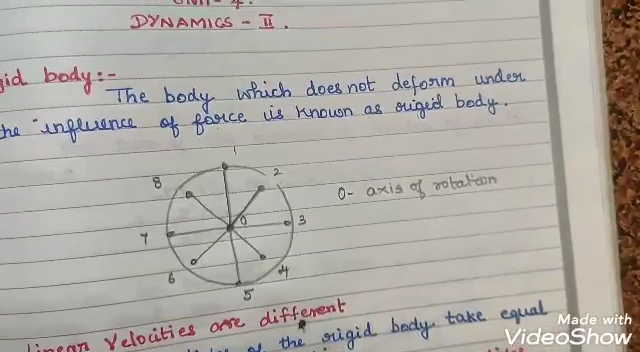 DYNAMICS - II.
body:-
The body which does not deform under
influence of force is known as rigid body.
1
2
8
O- axis of rotation
O
3
7
6
4
5
linear velocities are different
of the rigid body take equal
Made with
VideoShow